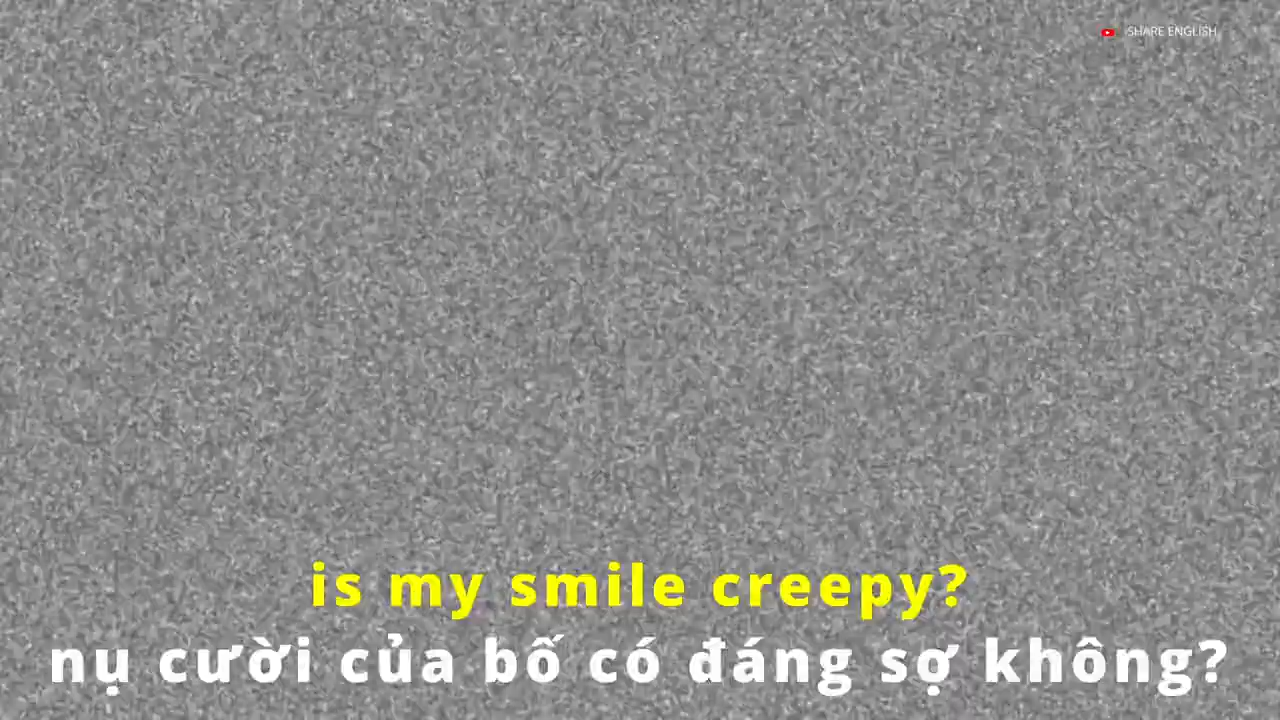 SHARE ENGLISH
is my smile creepy?
nụ cười của bố có đáng sợ không?